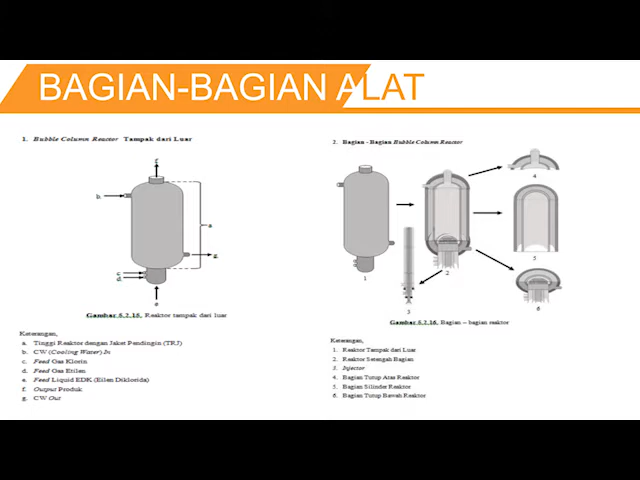 BAGIAN-BAGIAN ALAT
1. Bubble Column Reactor Tampak dari Luar
f.
b.
a
g.
c.
d.
e
Gambar 5.2.15. Reaktor tampak dari luar
Keterangan,
a. Tinggi Reaktor dengan Jaket Pendingin (TRJ)
b. CW (Cooling Water) In
c. Feed Gas Klorin
d. Feed Gas Etilen
e. Feed Liquid EDK (Eilen Diklorida)
f. Output Produk
g. CW Out
2. Bagian - Bagian Bubble Column Reactor
1
2
3
4
5
6
Gambar 5.2.16. Bagian – bagian reaktor
Keterangan,
1. Reaktor Tampak dari Luar
2. Reaktor Setengah Bagian
3. Injector
4. Bagian Tutup Atas Reaktor
5. Bagian Silinder Reaktor
6. Bagian Tutup Bawah Reaktor